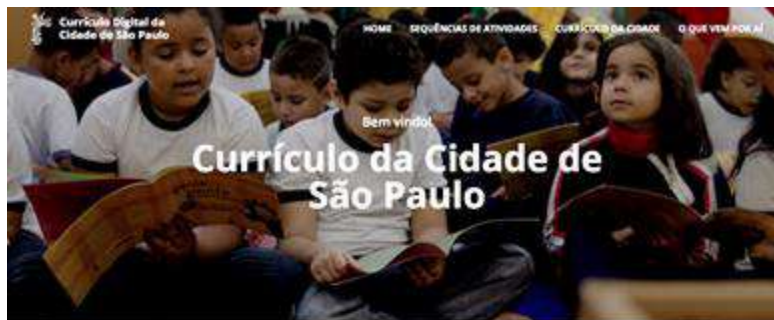 Currículo Digital da
Cidade de São Paulo
HOME SEQUÊNCIAS DE ATIVIDADES CURRÍCULO DA CIDADE O QUE VEM POR AÍ
Bem vindo!
Currículo da Cidade de
São Paulo